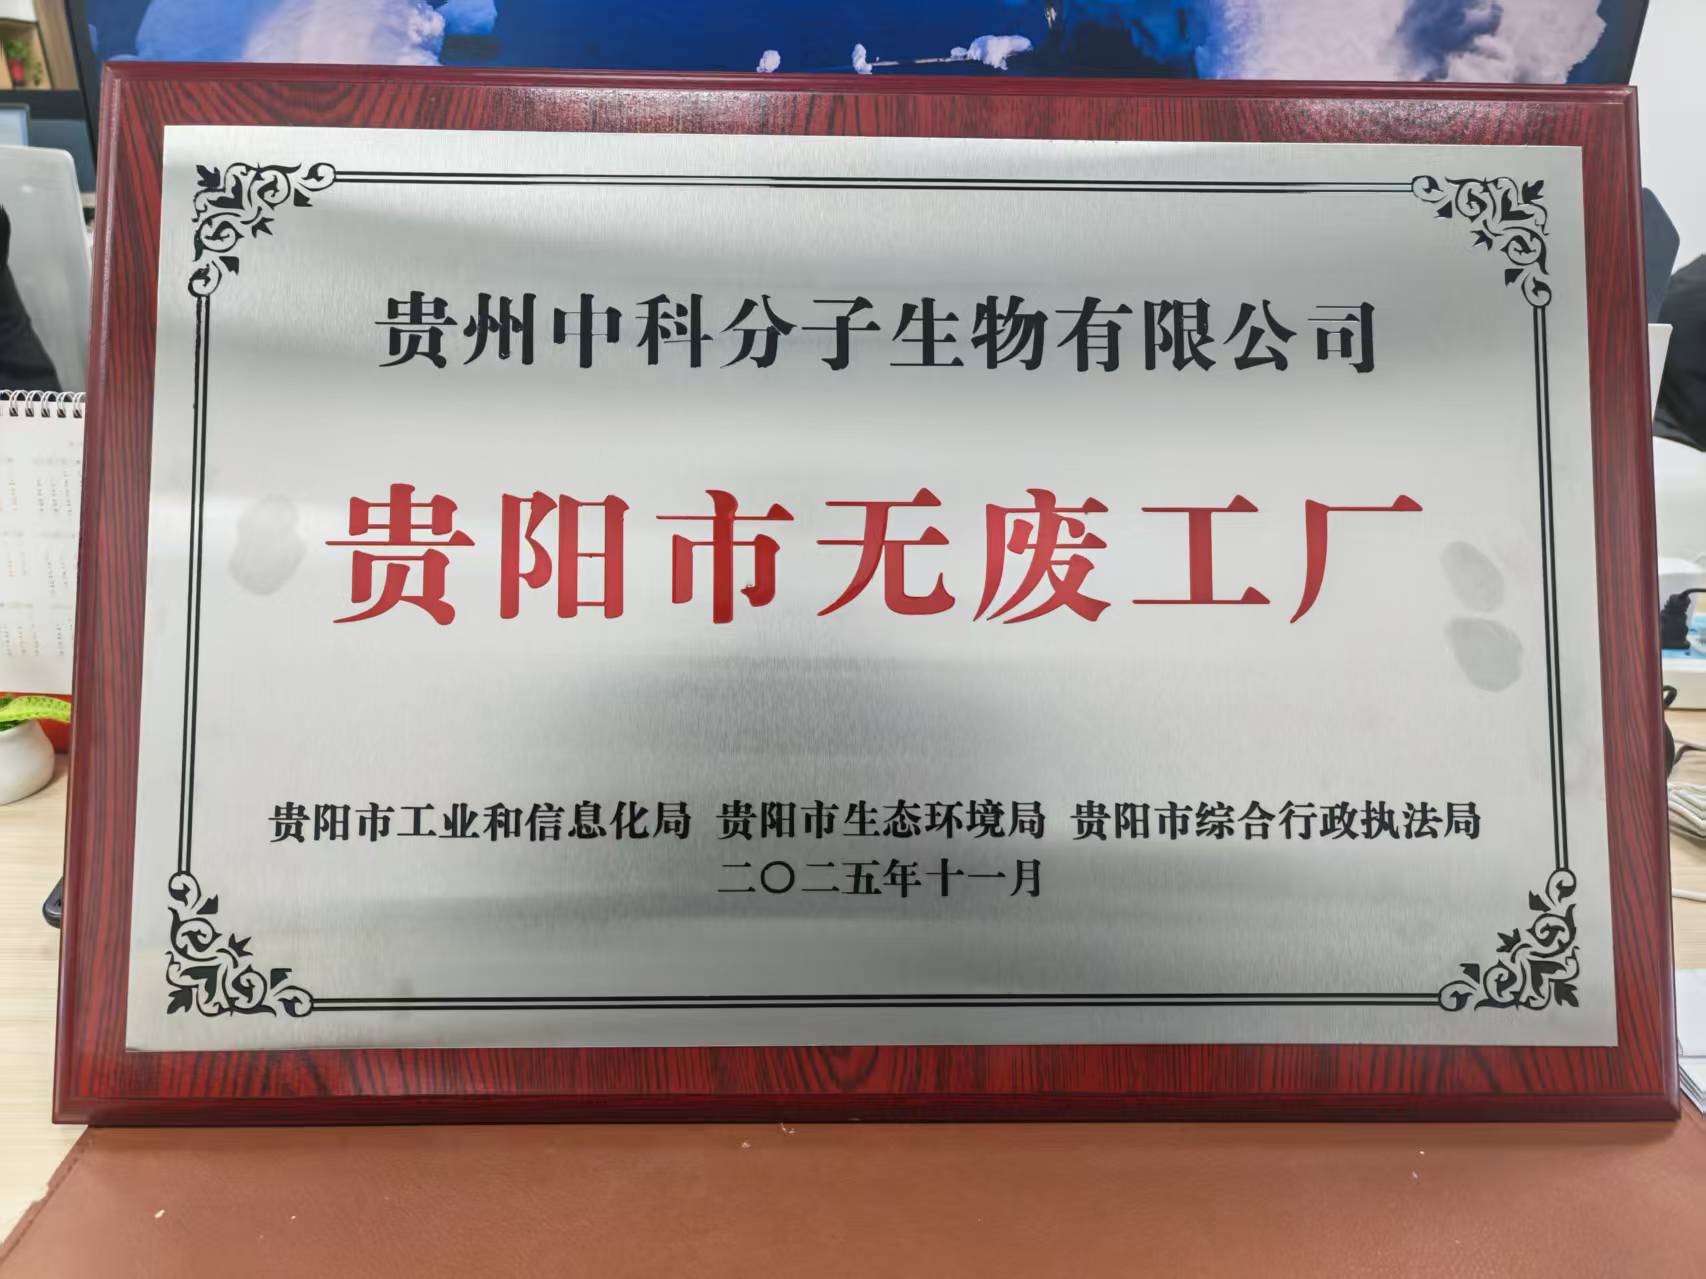 贵州中科分子生物有限公司
贵阳市无废工厂
贵阳市工业和信息化局 贵阳市生态环境局 贵阳市综合行政执法局
二〇二五年十一月